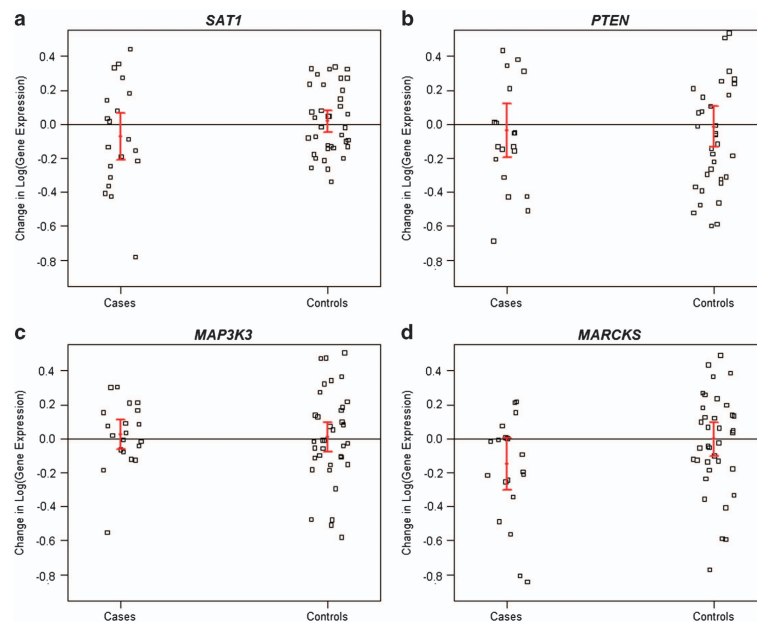 a SAT1
Change in Log(Gene Expression)
0.4
0.2
0.0
-0.2
-0.4
-0.6
-0.8
Cases Controls
b PTEN
Change in Log(Gene Expression)
0.4
0.2
0.0
-0.2
-0.4
-0.6
-0.8
Cases Controls
c MAP3K3
Change in Log(Gene Expression)
0.4
0.2
0.0
-0.2
-0.4
-0.6
-0.8
Cases Controls
d MARCKS
Change in Log(Gene Expression)
0.4
0.2
0.0
-0.2
-0.4
-0.6
-0.8
Cases Controls